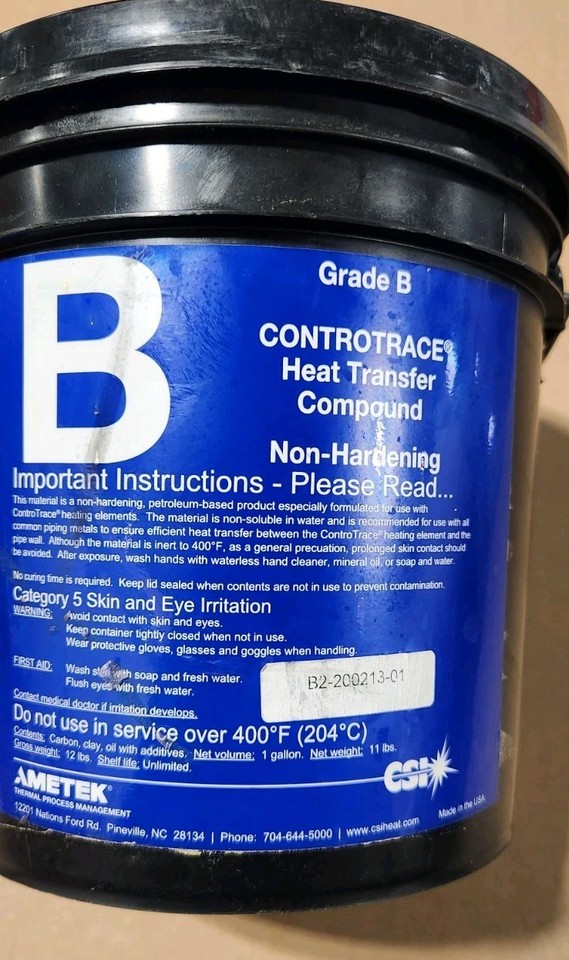 B
Grade B
CONTROTRACE®
Heat Transfer
Compound
Non-Hardening
Important Instructions - Please Read...
This material is a non-hardening, petroleum-based product especially formulated for use with
ControTrace® heating elements. The material is non-soluble in water and is recommended for use with all
common piping metals to ensure efficient heat transfer between the ControTrace® heating element and the
pipe wall. Although the material is inert to 400°F, as a general precuation, prolonged skin contact should
be avoided. After exposure, wash hands with waterless hand cleaner, mineral oil, or soap and water.
No curing time is required. Keep lid sealed when contents are not in use to prevent contamination.
Category 5 Skin and Eye Irritation
WARNING: Avoid contact with skin and eyes.
Keep container tightly closed when not in use.
Wear protective gloves, glasses and goggles when handling.
FIRST AID: Wash with soap and fresh water.
Flush eyes with fresh water.
B2-200213-01
Contact medical doctor if irritation develops.
Do not use in service over 400°F (204°C)
Contents: Carbon, clay, oil with additives. Net volume: 1 gallon. Net weight: 11 lbs.
Gross weight: 12 lbs. Shelf life: Unlimited.
AMETEK®
THERMAL PROCESS MANAGEMENT
CSI
12201 Nations Ford Rd. Pineville, NC 28134 | Phone: 704-644-5000 | www.csiheat.com
Made in the USA